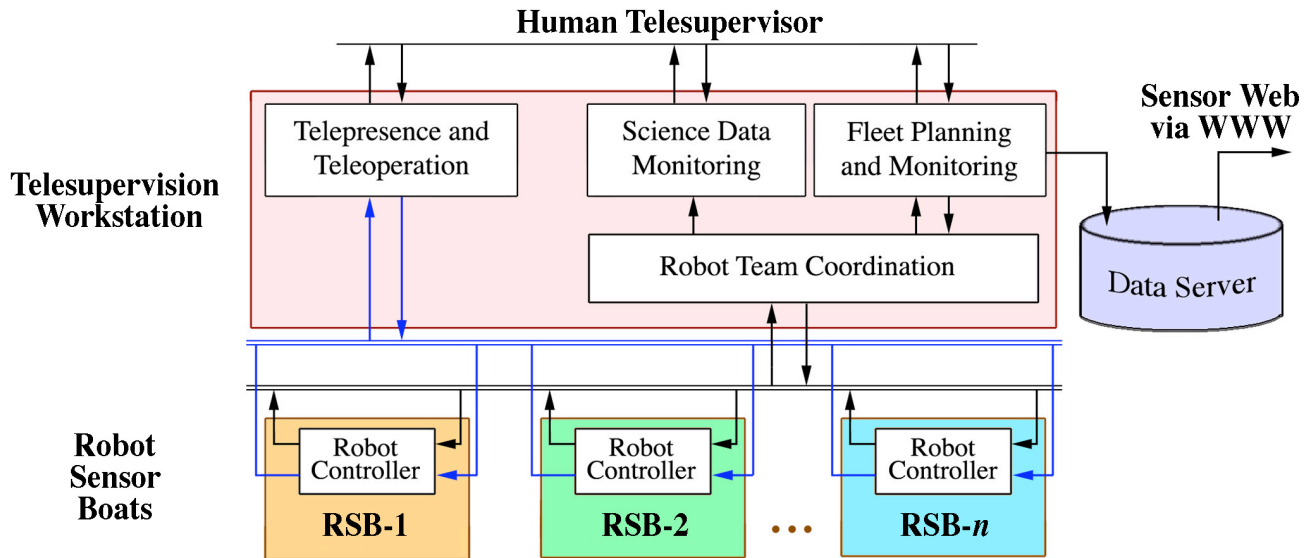 Human Telesupervisor
Sensor Web
via WWW
Telepresence and
Teleoperation
Science Data
Monitoring
Fleet Planning
and Monitoring
Telesupervision
Workstation
Robot Team Coordination
Data Server
Robot
Sensor
Boats
Robot
Controller
RSB-1
Robot
Controller
RSB-2
...
Robot
Controller
RSB-n